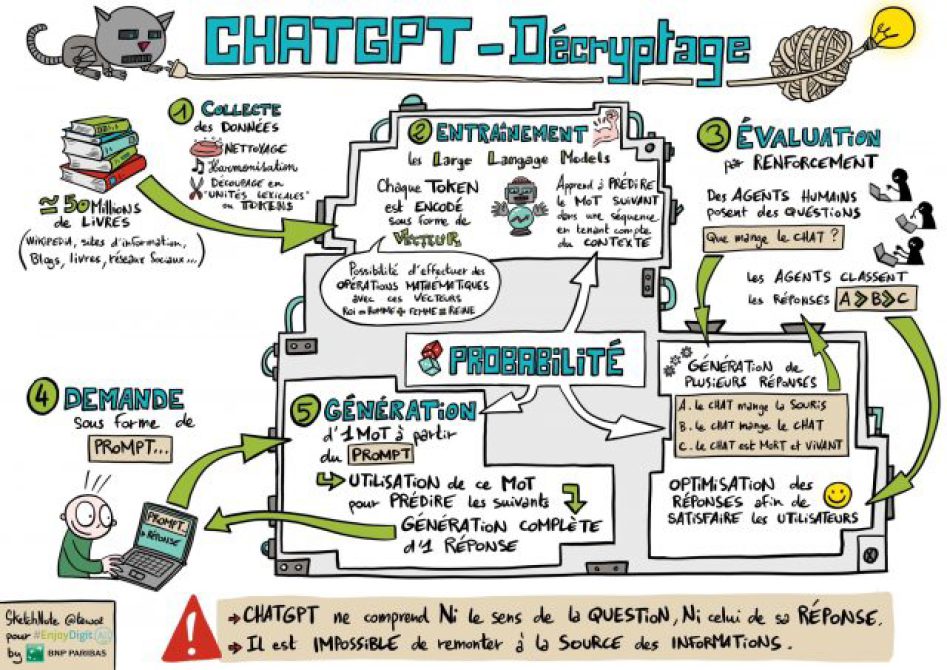 CHATGPT - Décryptage
1 COLLECTE
des DONNÉES
NETTOYAGE
Harmonisation
DÉCOUPAGE en
"UNITÉS LEXICALES"
ou TOKENS
≃ 50 Millions
de LIVRES
(WIKIPEDIA, sites d'information,
Blogs, livres, réseaux sociaux...)
2 ENTRAÎNEMENT
les Large Langage Models
Chaque TOKEN
est ENCODÉ
sous forme de
VECTEUR
Apprend à PRÉDIRE
le MOT SUIVANT
dans une séquence
en tenant compte
du CONTEXTE
Possibilité d'effectuer des
OPÉRATIONS MATHÉMATIQUES
avec ces VECTEURS
ROI - HOMME + FEMME = REINE
3 ÉVALUATION
par RENFORCEMENT
Des AGENTS HUMAINS
posent des QUESTIONS
Que mange le CHAT ?
les AGENTS CLASSENT
les RÉPONSES A > B > C
PROBABILITÉ
GÉNÉRATION de
PLUSIEURS RÉPONSES
A. le CHAT mange la SOURIS
B. le CHAT mange le CHAT
C. le CHAT est MORT et VIVANT
OPTIMISATION des
RÉPONSES afin de
SATISFAIRE les UTILISATEURS
4 DEMANDE
sous forme de
PROMPT...
PROMPT...
RÉPONSE
5 GÉNÉRATION
d'1 MOT à partir
du PROMPT
UTILISATION de ce MOT
pour PRÉDIRE les suivants
GÉNÉRATION COMPLÈTE
d'1 RÉPONSE
CHATGPT ne comprend Ni le sens de la QUESTION, Ni celui de sa RÉPONSE.
Il est IMPOSSIBLE de remonter à la SOURCE des INFORMATIONS.
SketchNote @lewat
pour #EnjoyDigit
by BNP PARIBAS